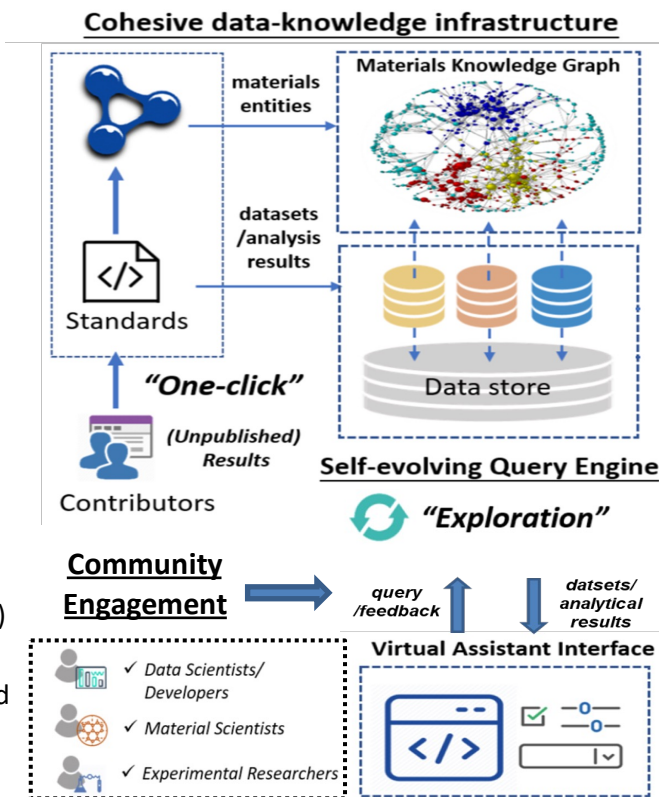 Cohesive data-knowledge infrastructure
materials
entities
Materials Knowledge Graph
datasets
/analysis
results
</>
Standards
"One-click"
(Unpublished)
Results
Contributors
Data store
Self-evolving Query Engine
"Exploration"
Community
Engagement
query
/feedback
datsets/
analytical
results
)
d
✓ Data Scientists/
Developers
✓ Material Scientists
✓ Experimental Researchers
Virtual Assistant Interface
</>